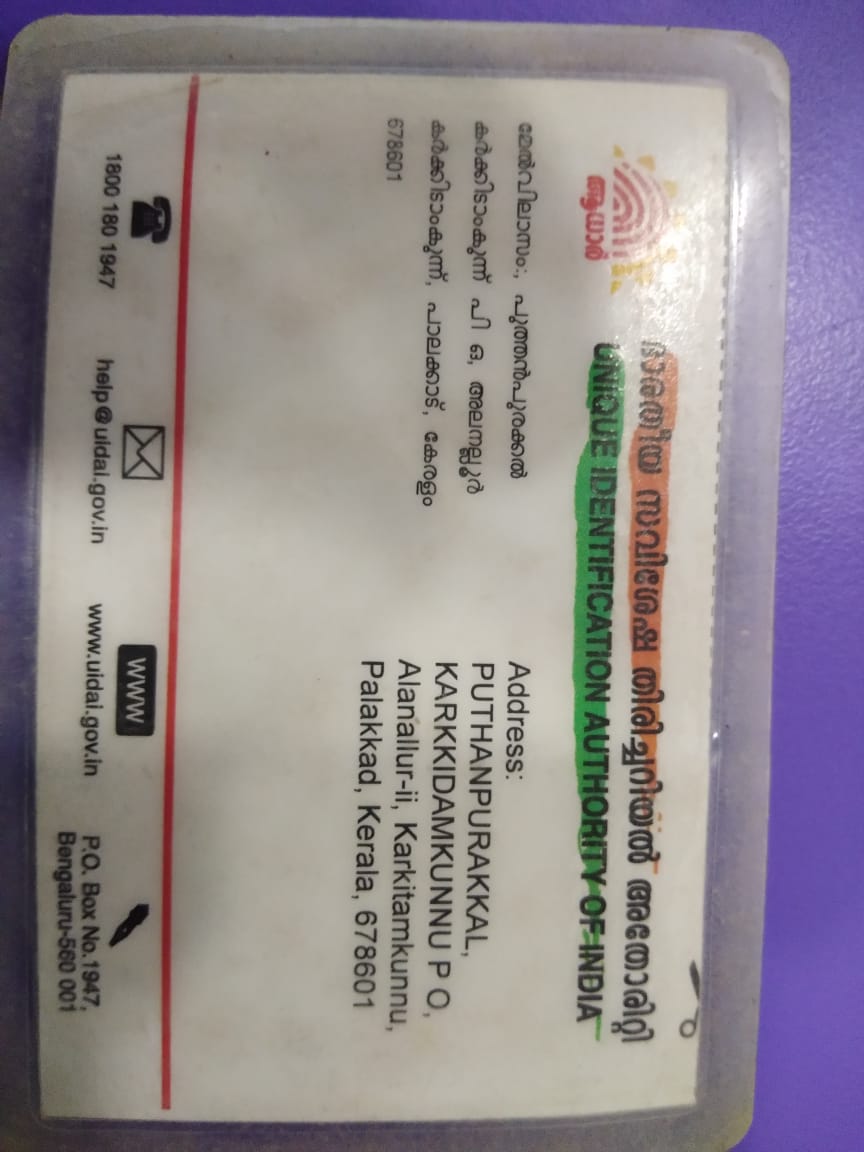 ആധാർ
ഭാരതീയ സവിശേഷ തിരിച്ചറിയൽ അതോരിറ്റി
UNIQUE IDENTIFICATION AUTHORITY OF INDIA
മേൽവിലാസം:, പുത്തൻപുരക്കൽ
കർക്കിടാംകുന്ന് പി ഒ, അലനല്ലൂർ
കർക്കിടാംകുന്ന്, പാലക്കാട്, കേരളം
678601
Address:
PUTHANPURAKKAL,
KARKKIDAMKUNNU P O,
Alanallur-ii, Karkitamkunnu,
Palakkad, Kerala, 678601
1800 180 1947
help@uidai.gov.in
WWW
www.uidai.gov.in
P.O. Box No.1947,
Bengaluru-560 001